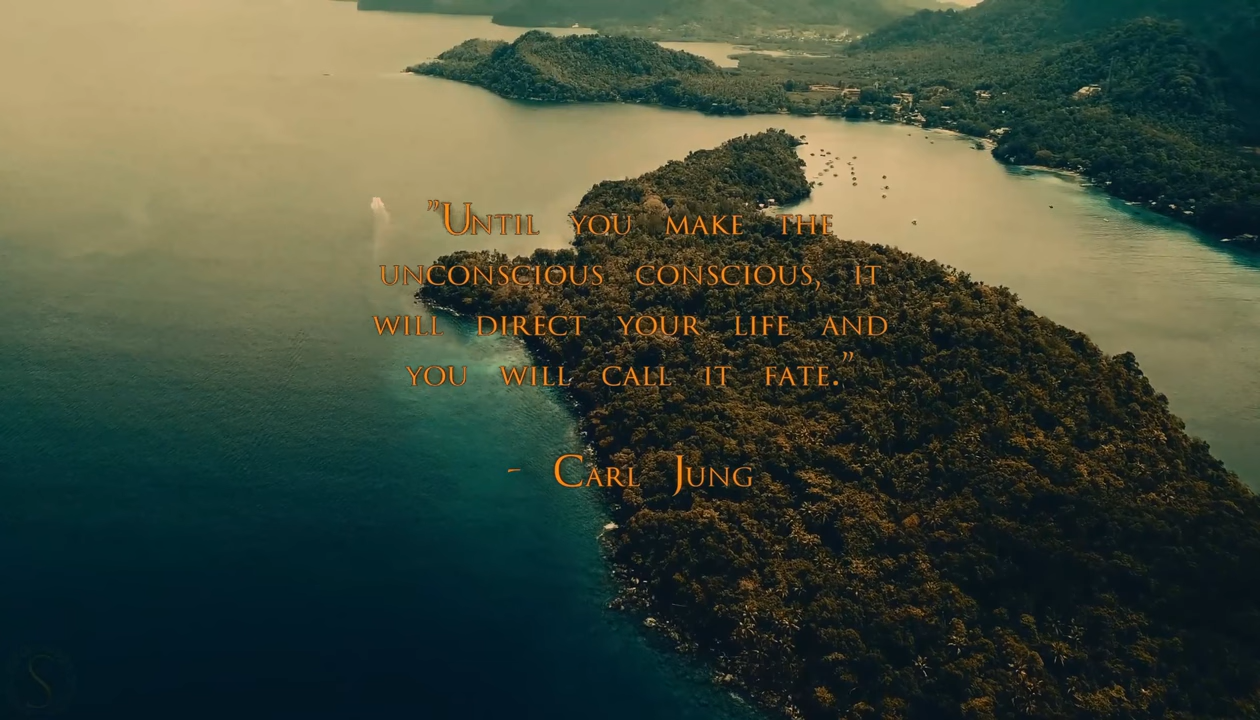 ”Until you make the
unconscious conscious, it
will direct your life and
you will call it fate.”
- Carl Jung
S